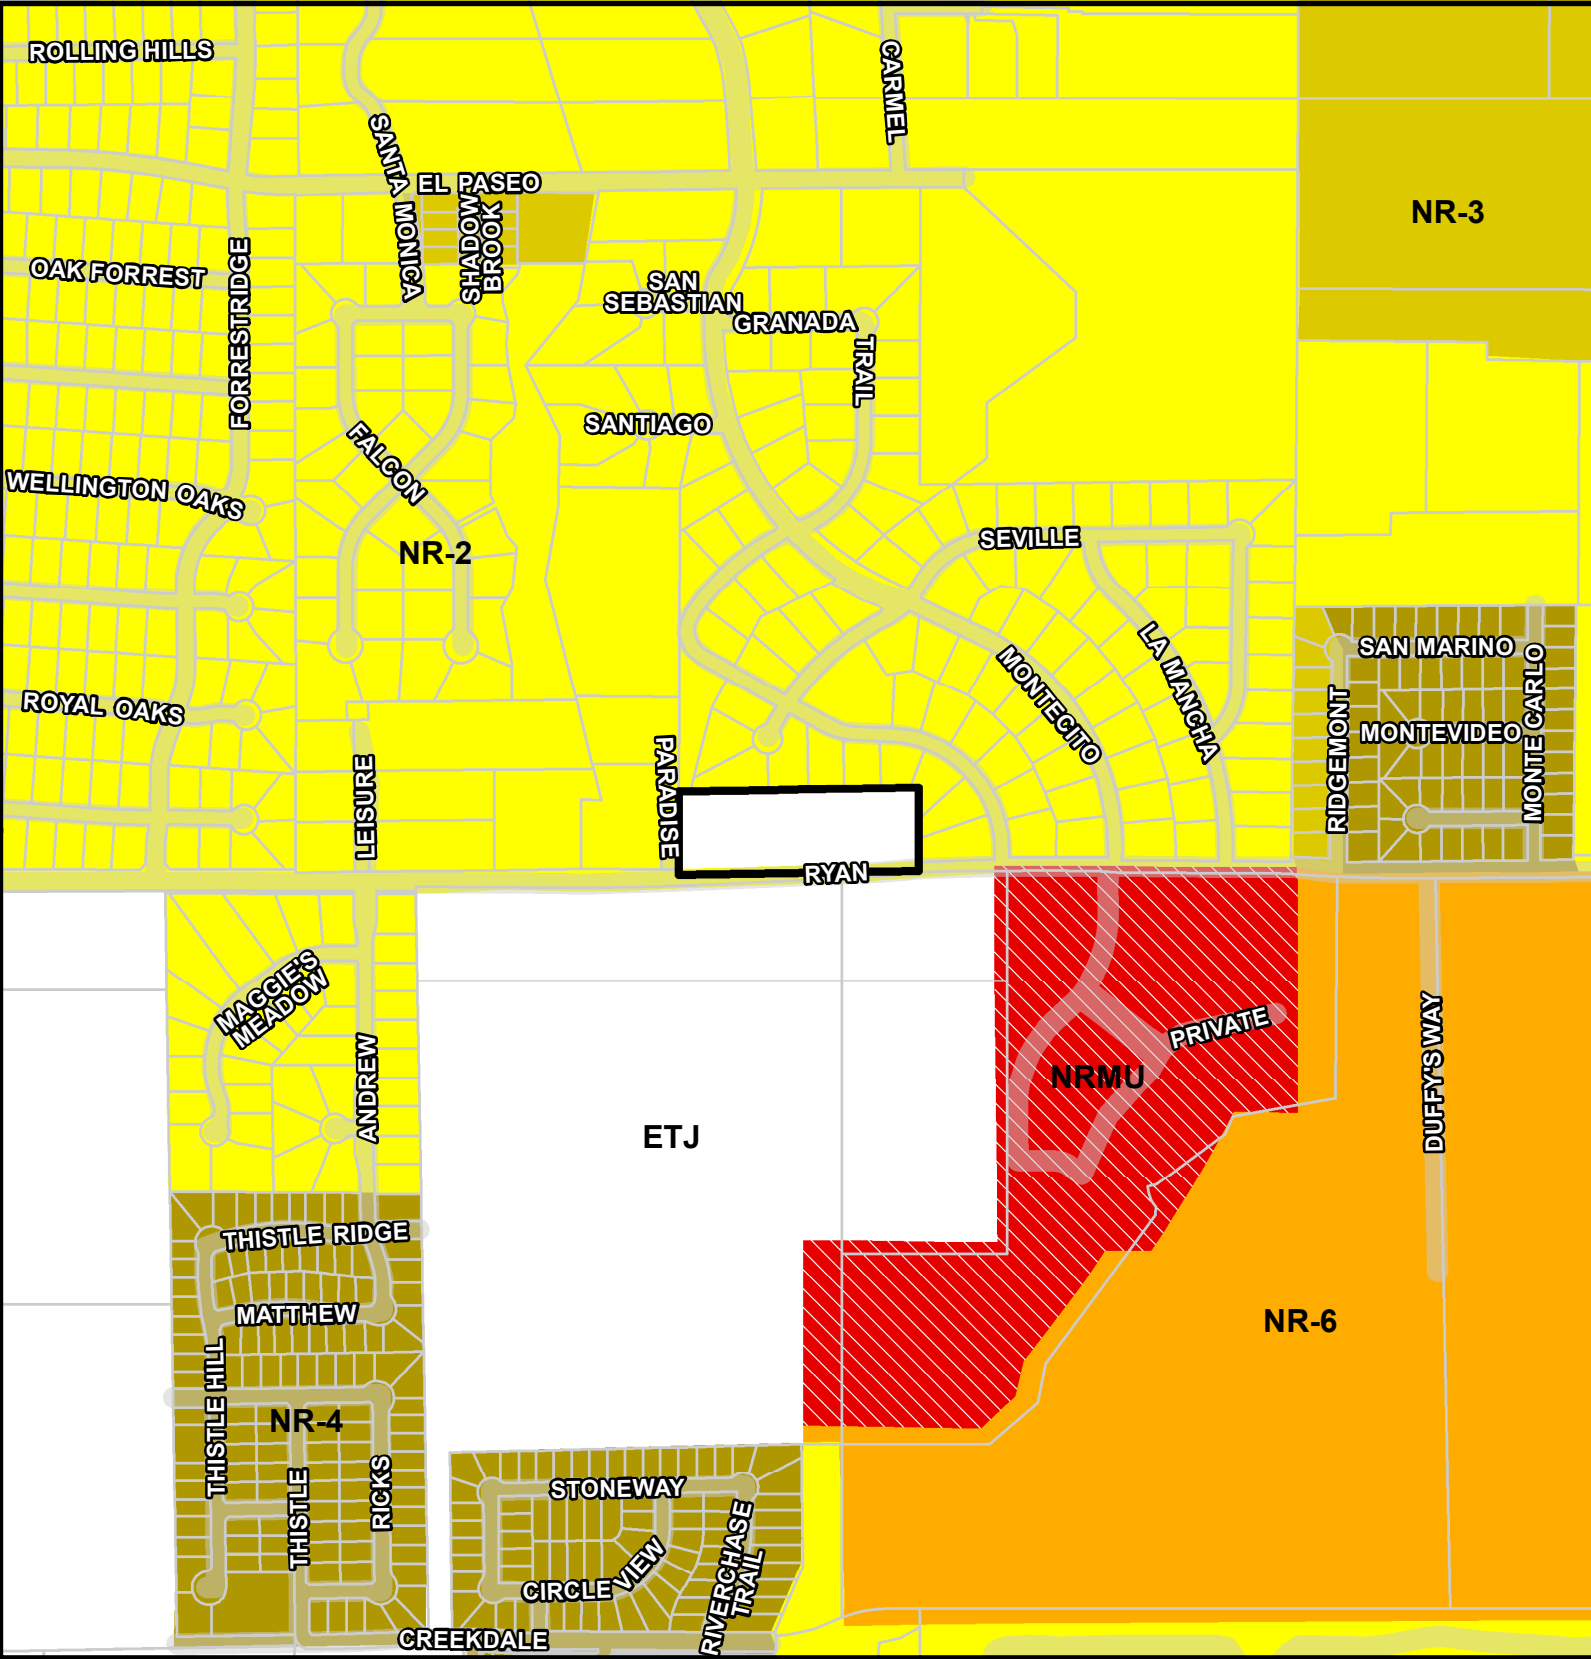 ROLLING HILLS
CARMEL
SANTA MONICA
EL PASEO
SHADOW
BROOK
NR-3
OAK FORREST
FORRESTRIDGE
SAN
SEBASTIAN
GRANADA
TRAIL
SANTIAGO
FALCON
WELLINGTON OAKS
NR-2
SEVILLE
LA MANCHA
MONTECITO
SAN MARINO
RIDGEMONT
MONTEVIDEO
MONTE CARLO
ROYAL OAKS
LEISURE
PARADISE
RYAN
MAGGIE'S
MEADOW
ANDREW
PRIVATE
NRMU
DUFFY'S WAY
ETJ
THISTLE RIDGE
MATTHEW
THISTLE HILL
NR-4
THISTLE
RICKS
NR-6
STONEWAY
CIRCLE VIEW
RIVERCHASE
TRAIL
CREEKDALE